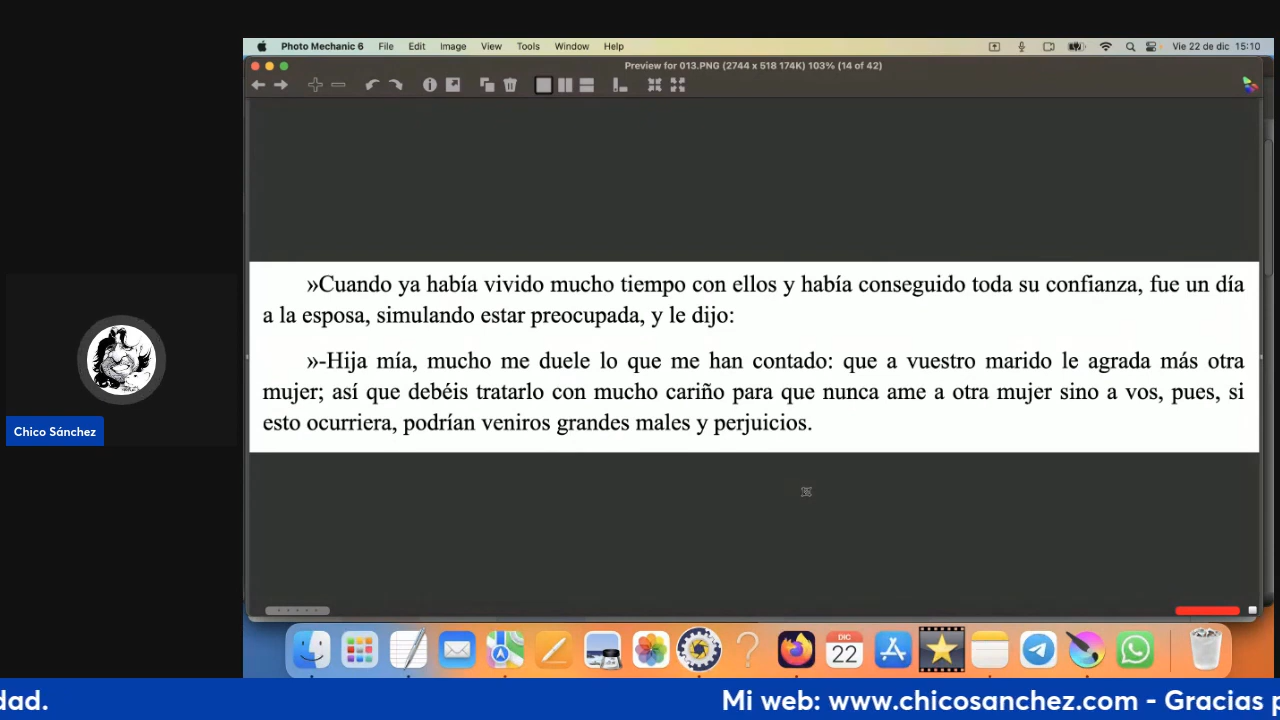 Photo Mechanic 6 File Edit Image View Tools Window Help Vie 22 de dic 15:10
Preview for 013.PNG (2744 x 518 174K) 103% (14 of 42)
»Cuando ya había vivido mucho tiempo con ellos y había conseguido toda su confianza, fue un día
a la esposa, simulando estar preocupada, y le dijo:
»-Hija mía, mucho me duele lo que me han contado: que a vuestro marido le agrada más otra
mujer; así que debéis tratarlo con mucho cariño para que nunca ame a otra mujer sino a vos, pues, si
esto ocurriera, podrían veniros grandes males y perjuicios.
Chico Sánchez
DIC
22
dad. Mi web: www.chicosanchez.com - Gracias p